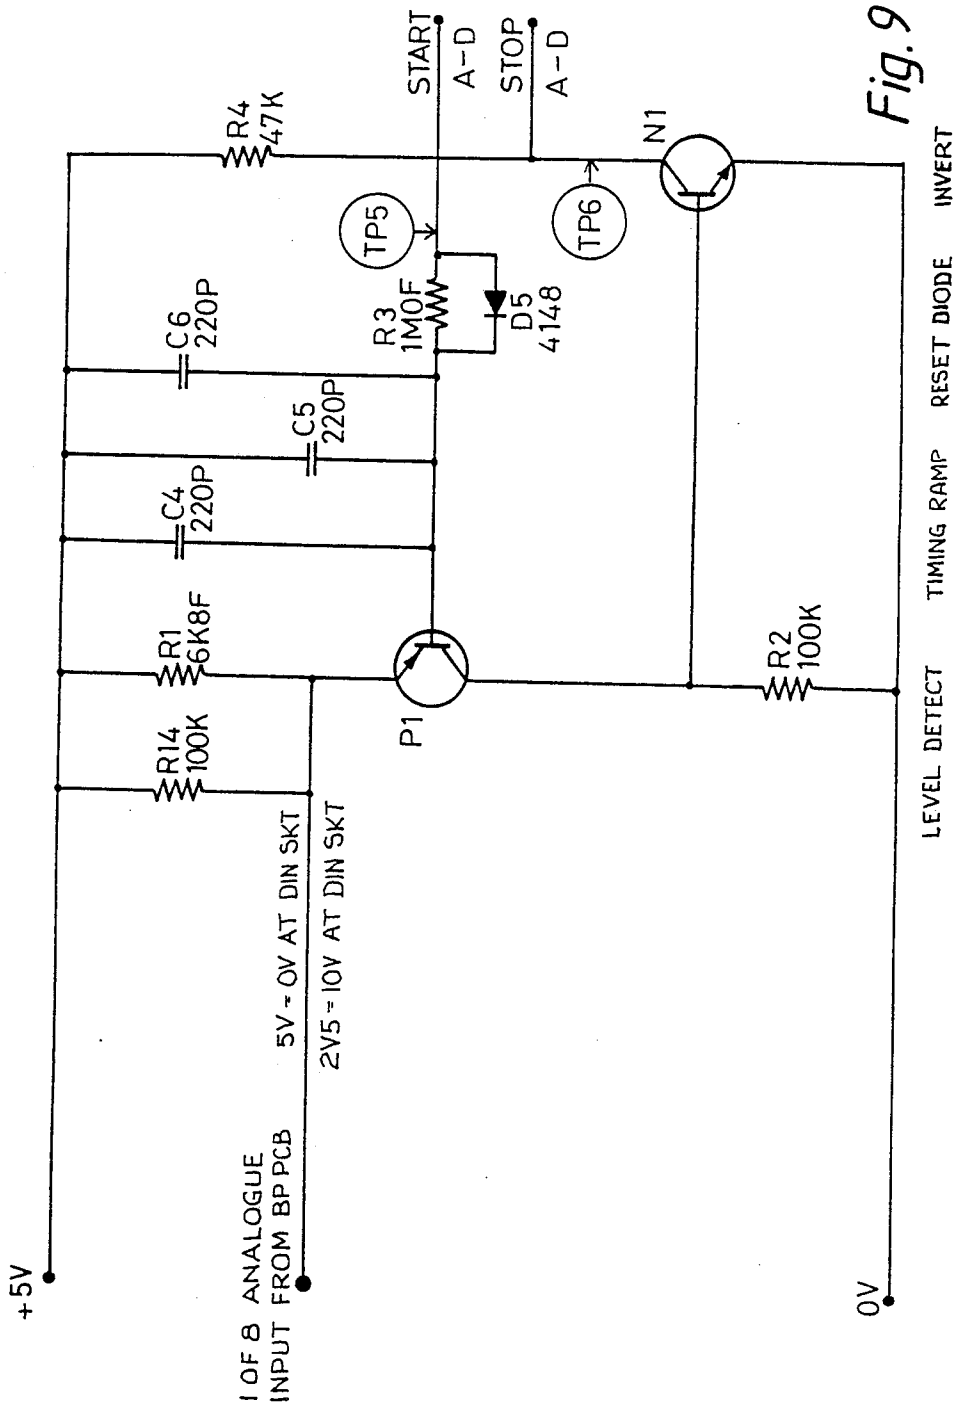 +5V
1 OF 8 ANALOGUE
INPUT FROM BP PCB
5V = 0V AT DIN SKT
2V5 = 10V AT DIN SKT
R14
100K
R1
6K8F
C4
220P
C5
220P
C6
220P
R4
47K
P1
R3
1M0F
D5
4148
TP5
START
A-D
STOP
A-D
TP6
N1
R2
100K
0V
LEVEL DETECT TIMING RAMP RESET DIODE INVERT
Fig. 9